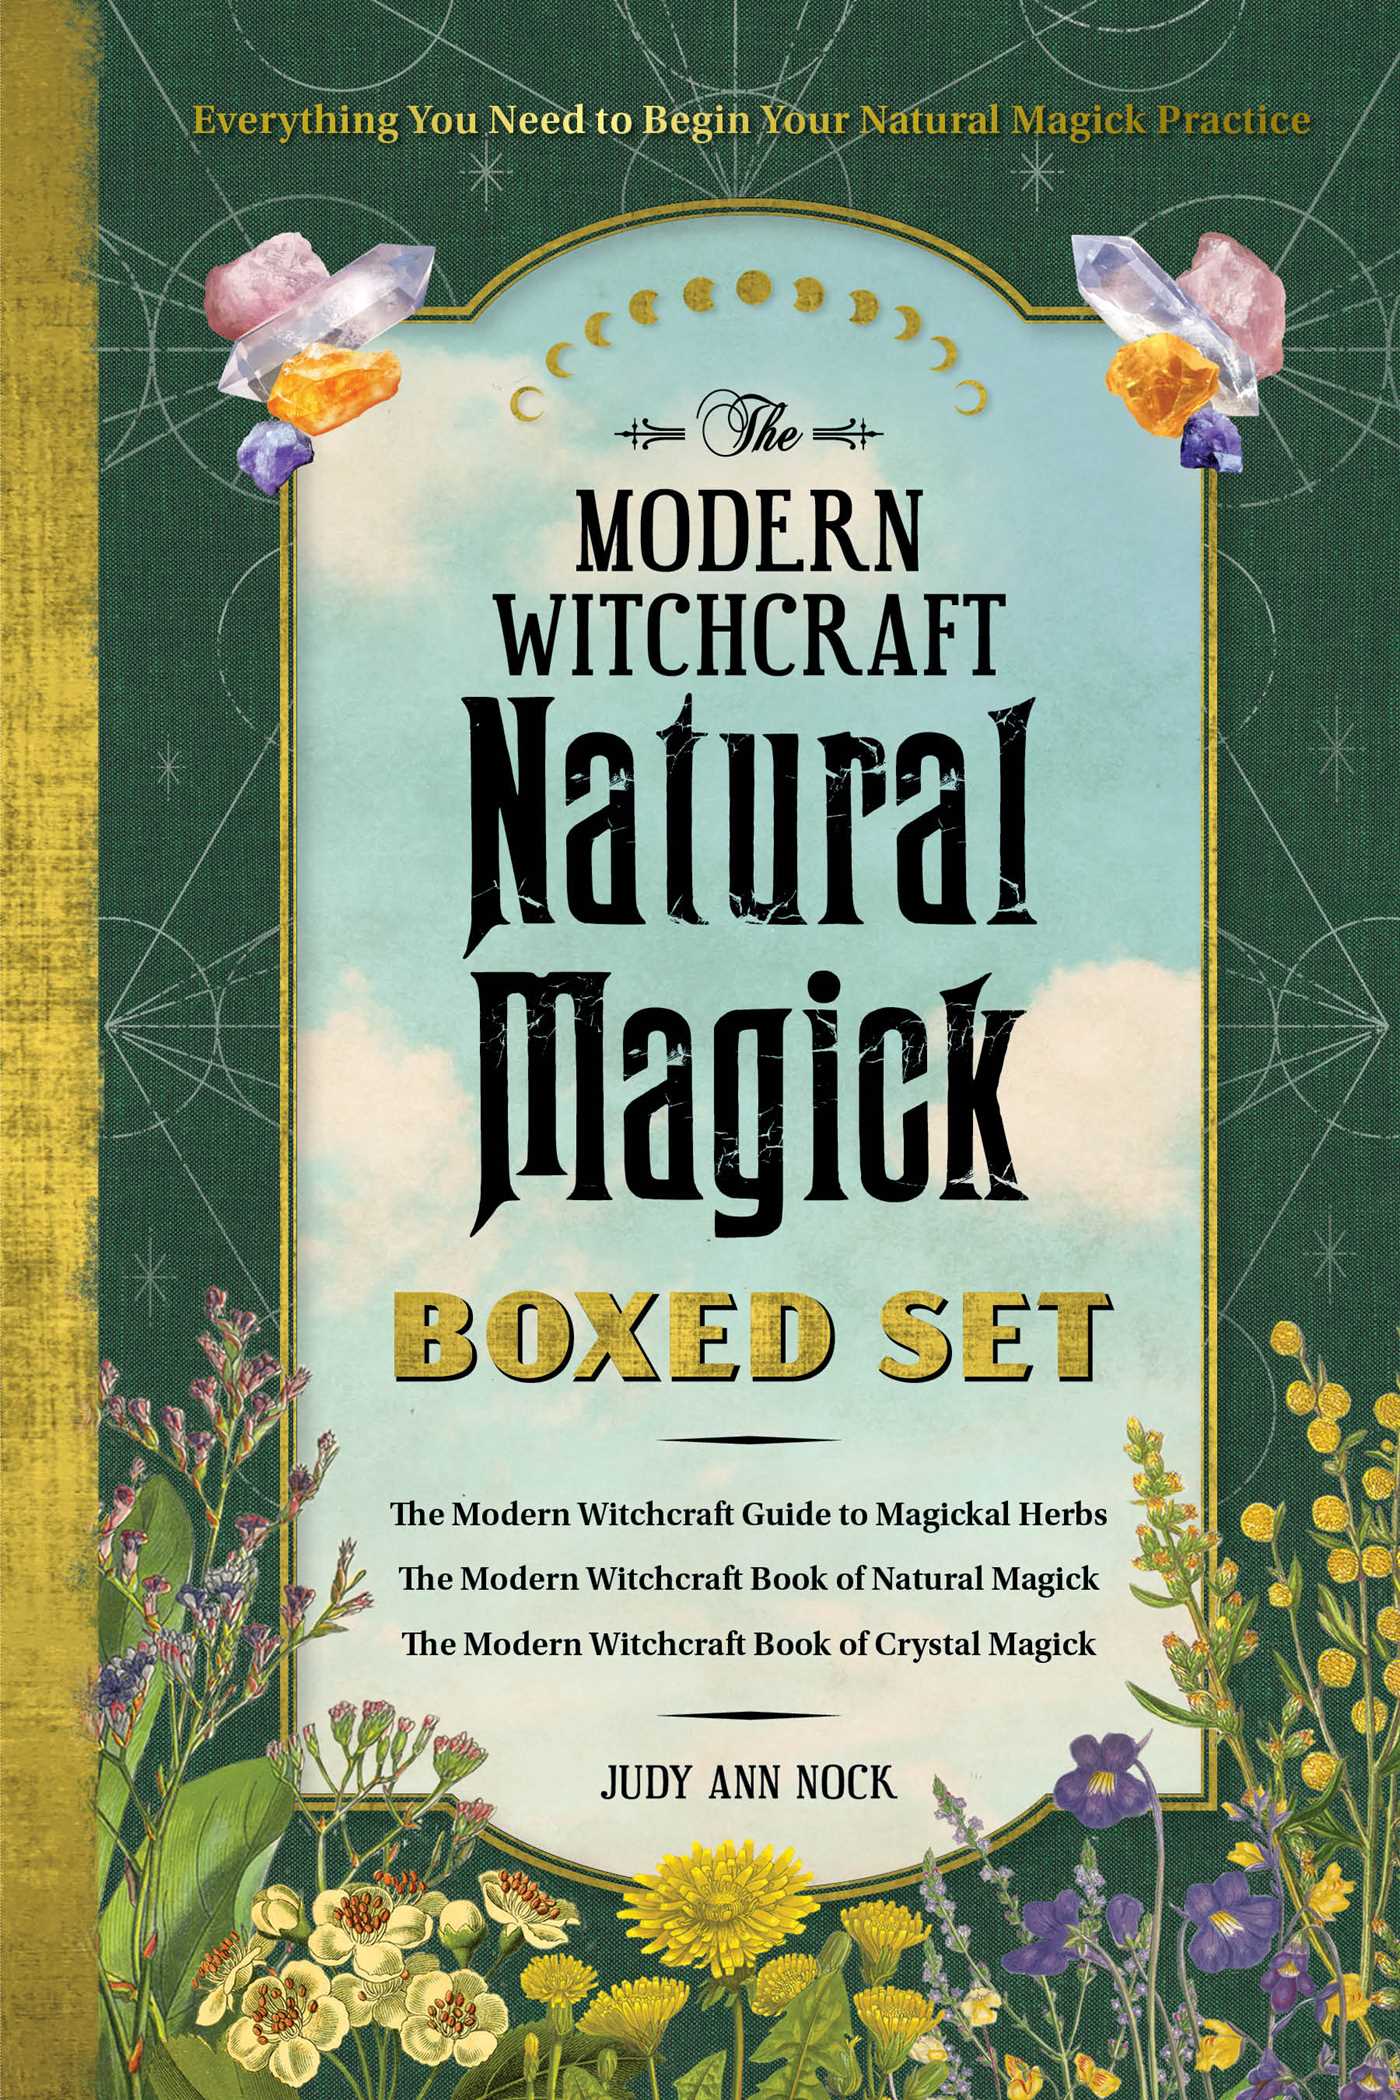 Everything You Need to Begin Your Natural Magick Practice
The
MODERN
WITCHCRAFT
Natural
Magick
BOXED SET
The Modern Witchcraft Guide to Magickal Herbs
The Modern Witchcraft Book of Natural Magick
The Modern Witchcraft Book of Crystal Magick
JUDY ANN NOCK